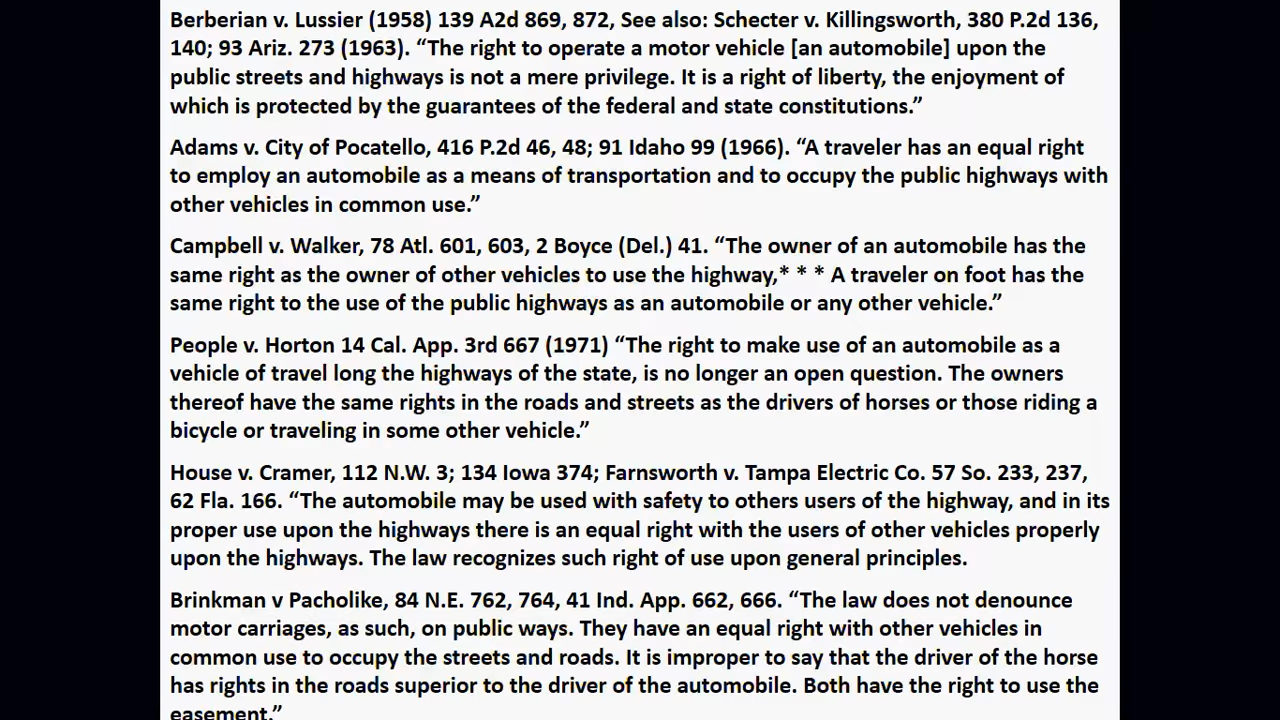 Berberian v. Lussier (1958) 139 A2d 869, 872, See also: Schecter v. Killingsworth, 380 P.2d 136,
140; 93 Ariz. 273 (1963). “The right to operate a motor vehicle [an automobile] upon the
public streets and highways is not a mere privilege. It is a right of liberty, the enjoyment of
which is protected by the guarantees of the federal and state constitutions.”
Adams v. City of Pocatello, 416 P.2d 46, 48; 91 Idaho 99 (1966). “A traveler has an equal right
to employ an automobile as a means of transportation and to occupy the public highways with
other vehicles in common use.”
Campbell v. Walker, 78 Atl. 601, 603, 2 Boyce (Del.) 41. “The owner of an automobile has the
same right as the owner of other vehicles to use the highway,* * * A traveler on foot has the
same right to the use of the public highways as an automobile or any other vehicle.”
People v. Horton 14 Cal. App. 3rd 667 (1971) “The right to make use of an automobile as a
vehicle of travel long the highways of the state, is no longer an open question. The owners
thereof have the same rights in the roads and streets as the drivers of horses or those riding a
bicycle or traveling in some other vehicle.”
House v. Cramer, 112 N.W. 3; 134 Iowa 374; Farnsworth v. Tampa Electric Co. 57 So. 233, 237,
62 Fla. 166. “The automobile may be used with safety to others users of the highway, and in its
proper use upon the highways there is an equal right with the users of other vehicles properly
upon the highways. The law recognizes such right of use upon general principles.
Brinkman v Pacholike, 84 N.E. 762, 764, 41 Ind. App. 662, 666. “The law does not denounce
motor carriages, as such, on public ways. They have an equal right with other vehicles in
common use to occupy the streets and roads. It is improper to say that the driver of the horse
has rights in the roads superior to the driver of the automobile. Both have the right to use the
easement.”